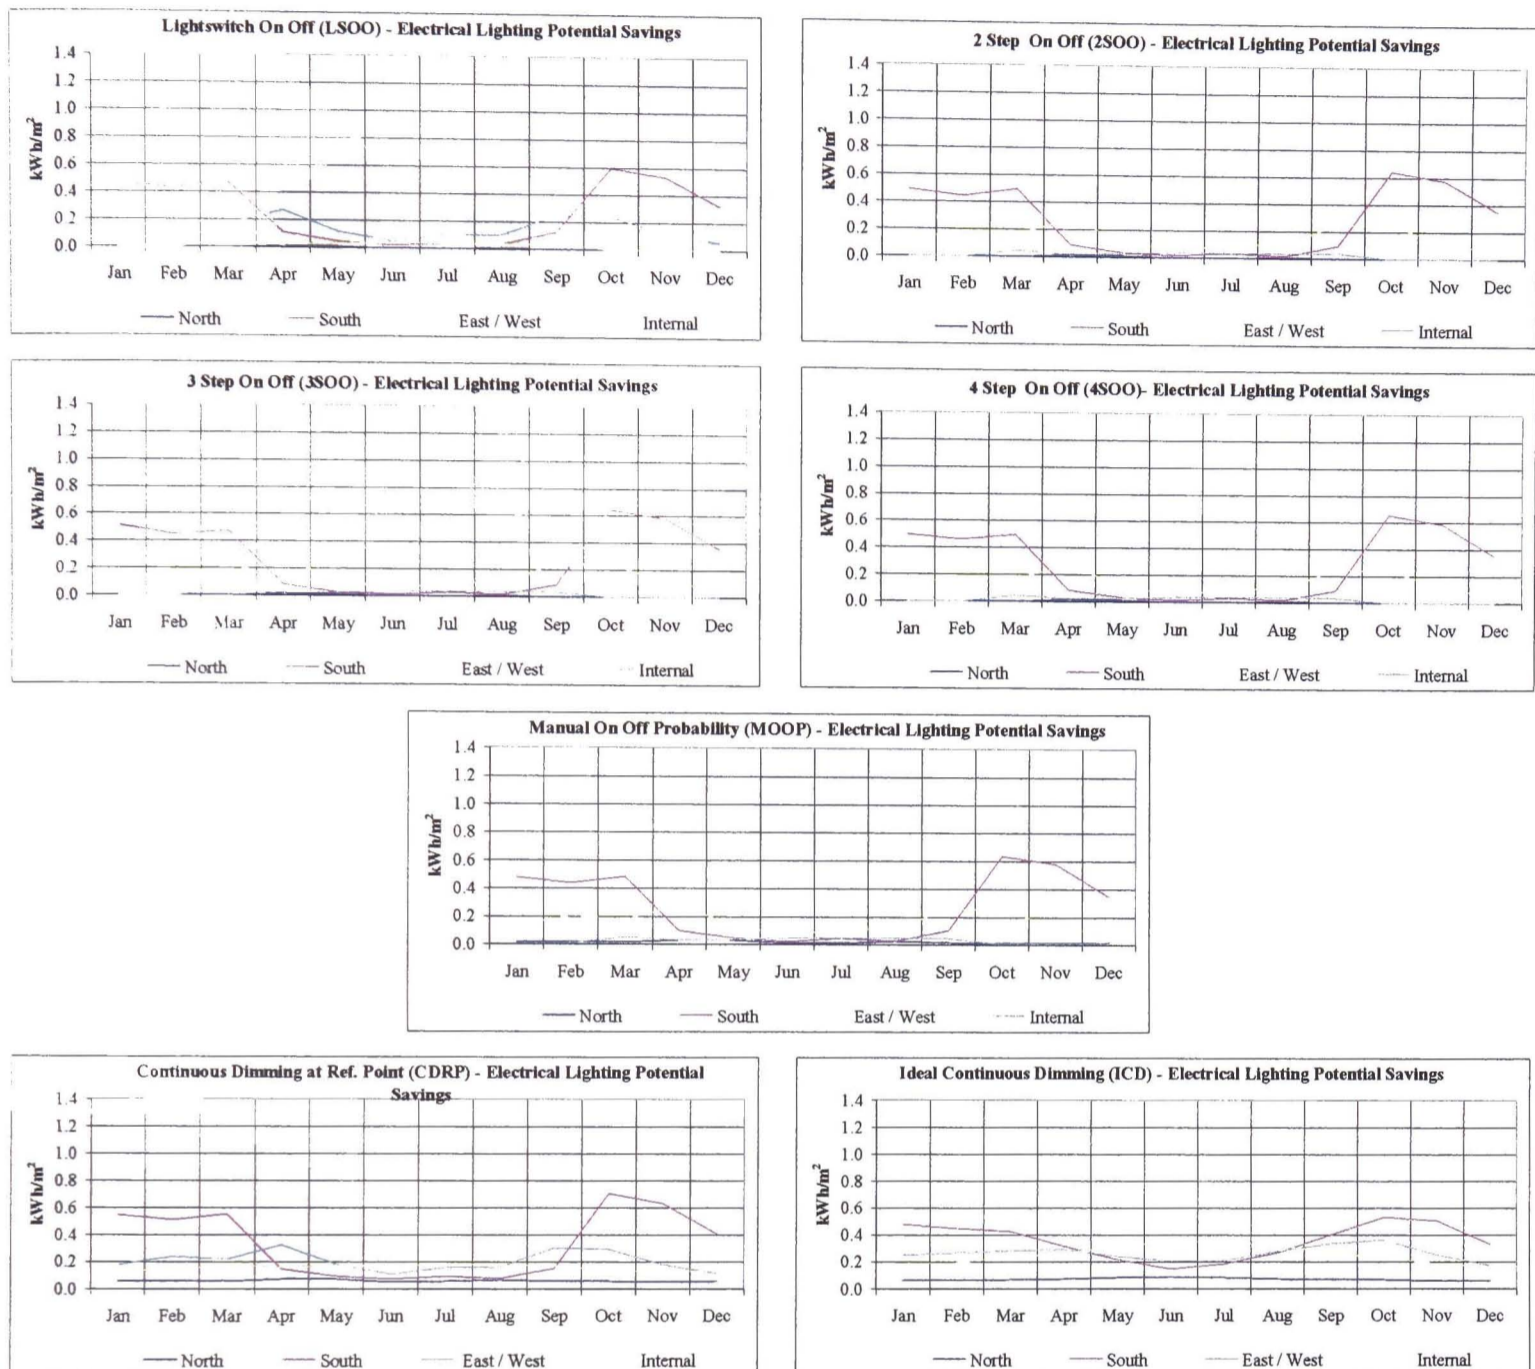 Lightswitch On Off (LSOO) - Electrical Lighting Potential Savings
kWh/m²
1.4
1.2
1.0
0.8
0.6
0.4
0.2
0.0
Jan Feb Mar Apr May Jun Jul Aug Sep Oct Nov Dec
North South East / West Internal
2 Step On Off (2SOO) - Electrical Lighting Potential Savings
kWh/m²
1.4
1.2
1.0
0.8
0.6
0.4
0.2
0.0
Jan Feb Mar Apr May Jun Jul Aug Sep Oct Nov Dec
North South East / West Internal
3 Step On Off (3SOO) - Electrical Lighting Potential Savings
kWh/m²
1.4
1.2
1.0
0.8
0.6
0.4
0.2
0.0
Jan Feb Mar Apr May Jun Jul Aug Sep Oct Nov Dec
North South East / West Internal
4 Step On Off (4SOO)- Electrical Lighting Potential Savings
kWh/m²
1.4
1.2
1.0
0.8
0.6
0.4
0.2
0.0
Jan Feb Mar Apr May Jun Jul Aug Sep Oct Nov Dec
North South East / West Internal
Manual On Off Probability (MOOP) - Electrical Lighting Potential Savings
kWh/m²
1.4
1.2
1.0
0.8
0.6
0.4
0.2
0.0
Jan Feb Mar Apr May Jun Jul Aug Sep Oct Nov Dec
North South East / West Internal
Continuous Dimming at Ref. Point (CDRP) - Electrical Lighting Potential
Savings
kWh/m²
1.4
1.2
1.0
0.8
0.6
0.4
0.2
0.0
Jan Feb Mar Apr May Jun Jul Aug Sep Oct Nov Dec
North South East / West Internal
Ideal Continuous Dimming (ICD) - Electrical Lighting Potential Savings
kWh/m²
1.4
1.2
1.0
0.8
0.6
0.4
0.2
0.0
Jan Feb Mar Apr May Jun Jul Aug Sep Oct Nov Dec
North South East / West Internal